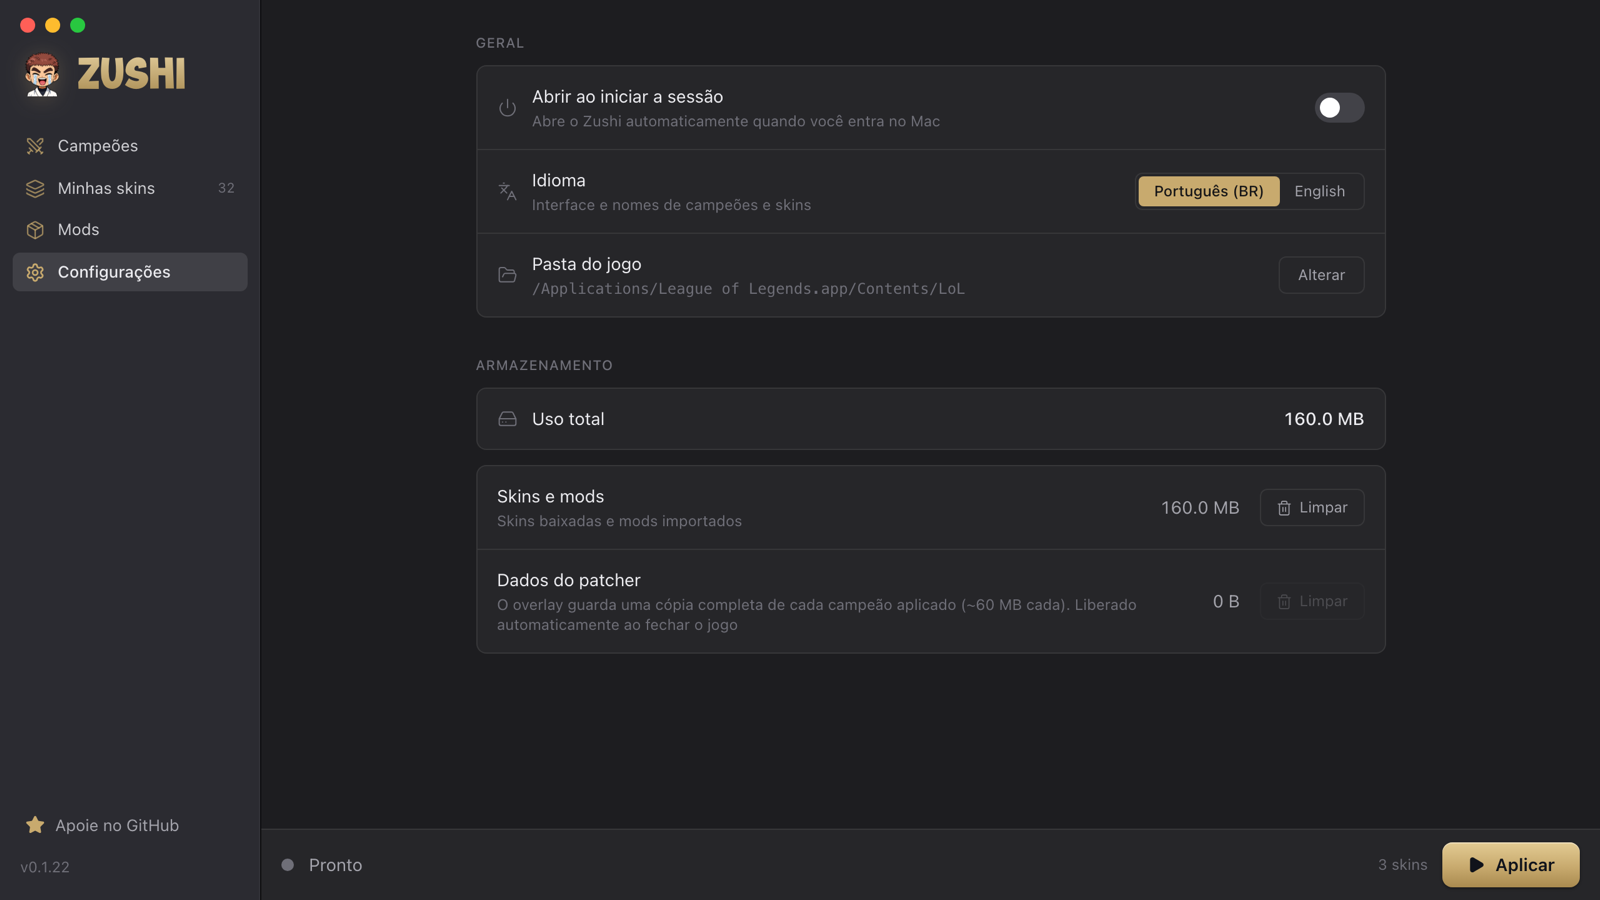 ZUSHI
Campeões
Minhas skins 32
Mods
Configurações
Apoie no GitHub
v0.1.22
GERAL
Abrir ao iniciar a sessão
Abre o Zushi automaticamente quando você entra no Mac
Idioma
Interface e nomes de campeões e skins
Português (BR) English
Pasta do jogo
/Applications/League of Legends.app/Contents/LoL
Alterar
ARMAZENAMENTO
Uso total
160.0 MB
Skins e mods
Skins baixadas e mods importados
160.0 MB
Limpar
Dados do patcher
O overlay guarda uma cópia completa de cada campeão aplicado (~60 MB cada). Liberado
automaticamente ao fechar o jogo
0 B
Limpar
Pronto
3 skins
Aplicar